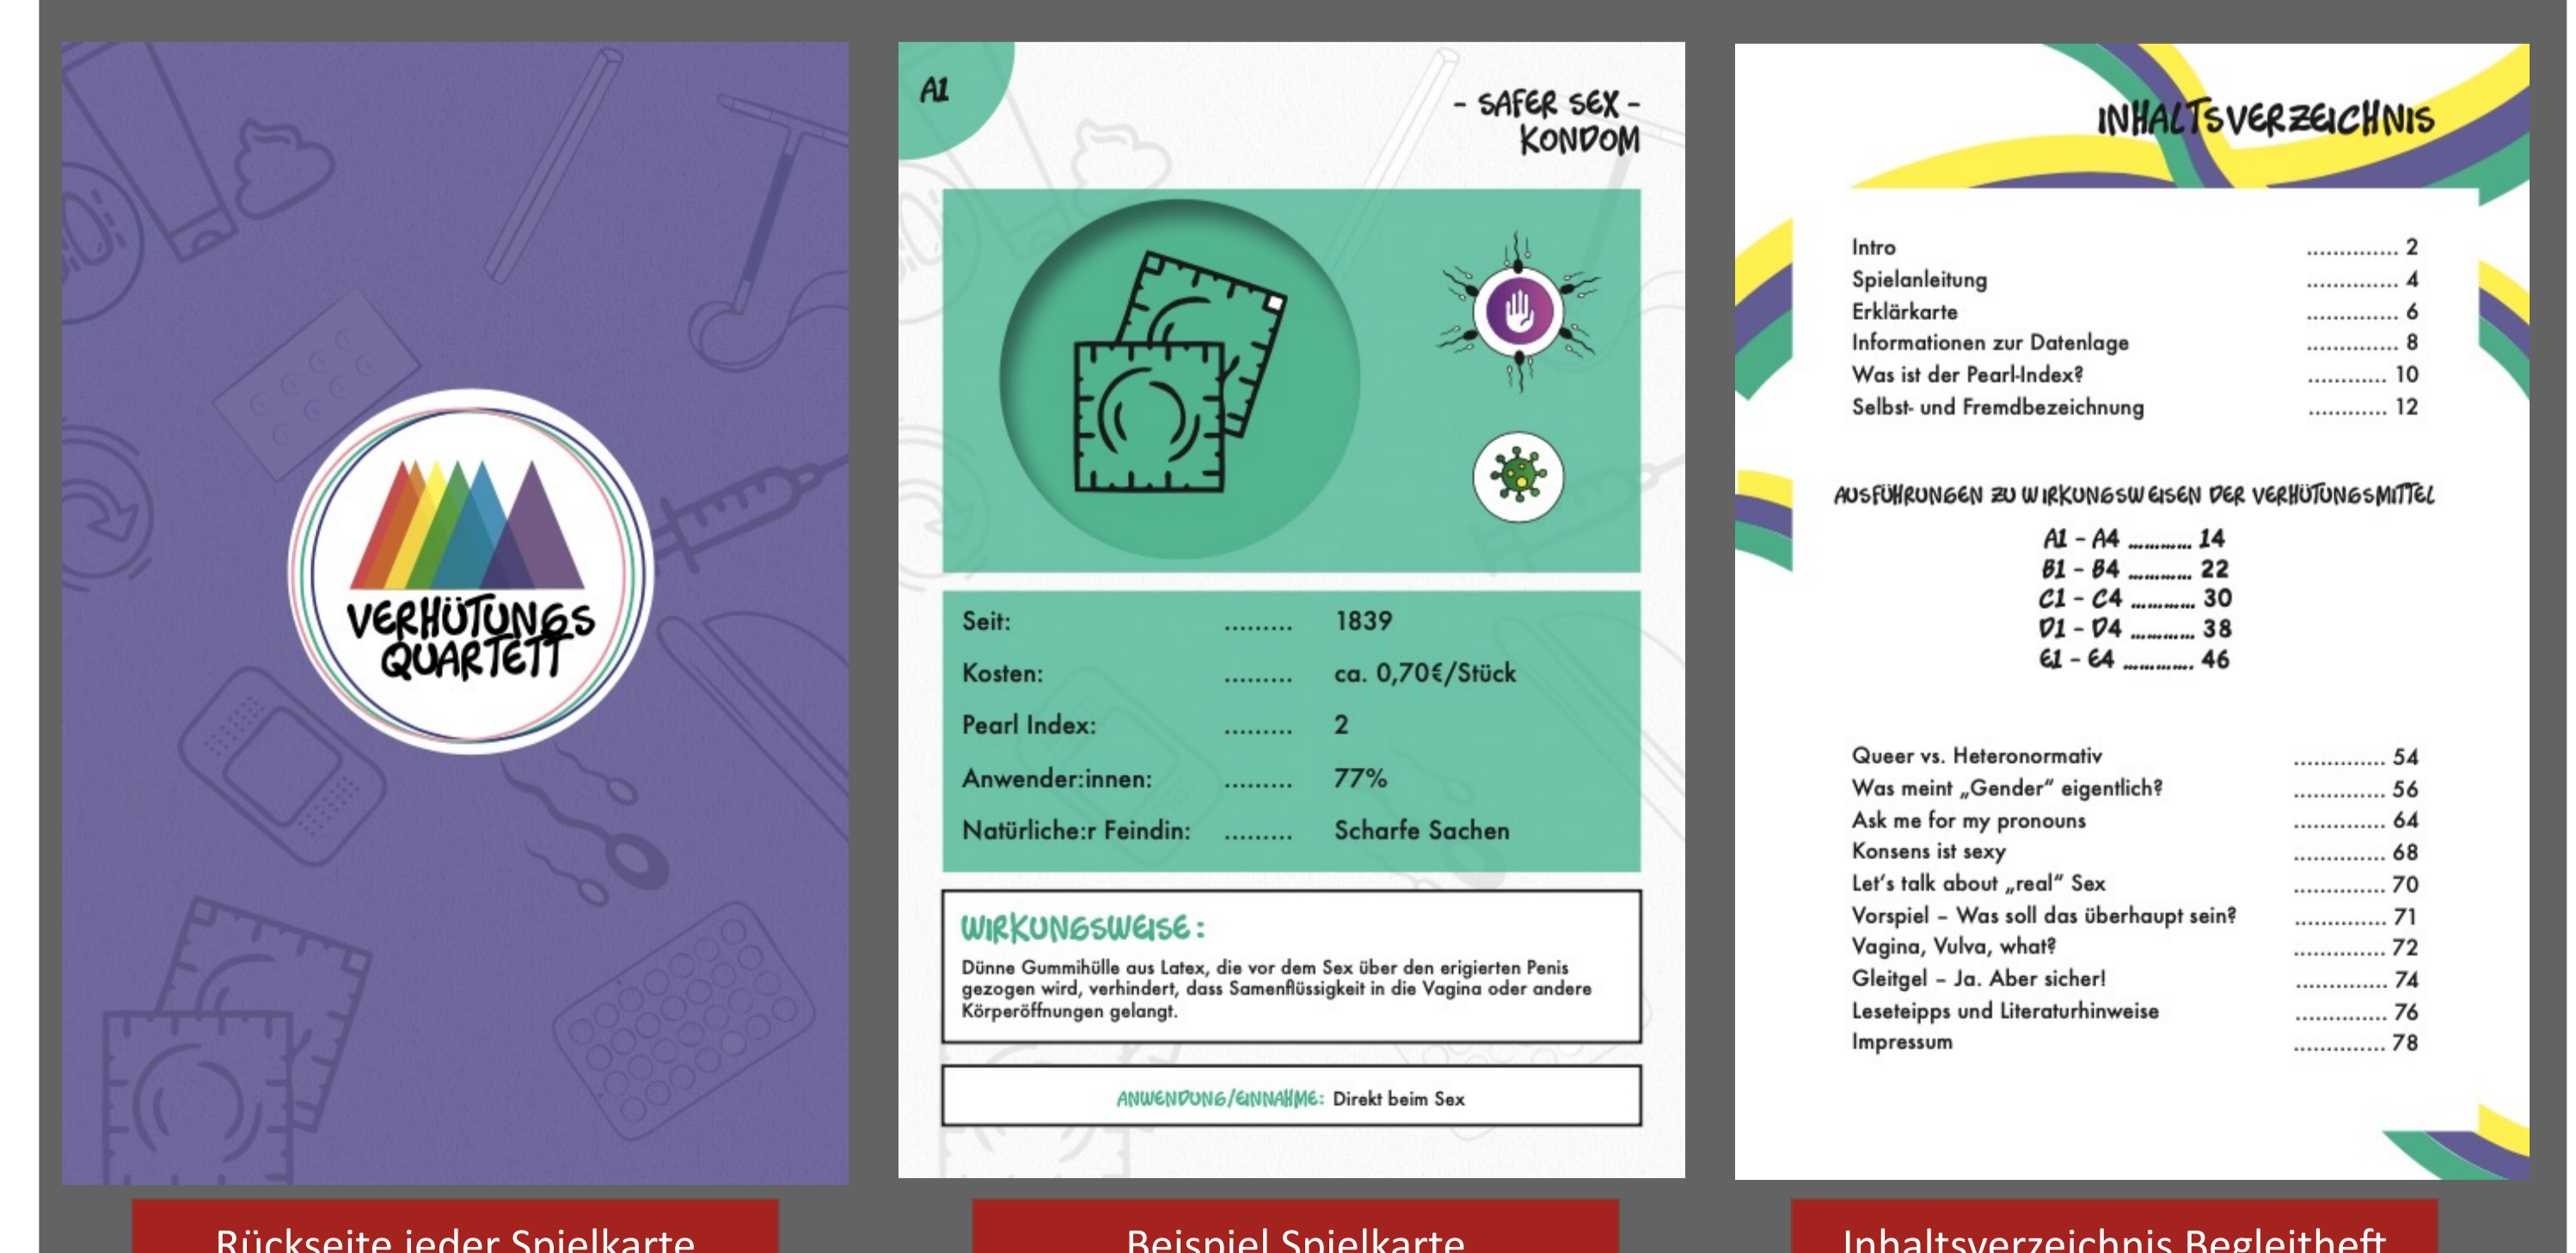 VERHÜTUNGS
QUARTETT
Rückseite jeder Spielkarte
A1
- SAFER SEX -
KONDOM
Seit: ......... 1839
Kosten: ......... ca. 0,70€/Stück
Pearl Index: ......... 2
Anwender:innen: ......... 77%
Natürliche:r Feindin: ......... Scharfe Sachen
WIRKUNGSWEISE:
Dünne Gummihülle aus Latex, die vor dem Sex über den erigierten Penis
gezogen wird, verhindert, dass Samenflüssigkeit in die Vagina oder andere
Körperöffnungen gelangt.
ANWENDUNG/EINNAHME: Direkt beim Sex
Beispiel Spielkarte
INHALTSVERZEICHNIS
Intro ............. 2
Spielanleitung ............. 4
Erklärkarte ............. 6
Informationen zur Datenlage ............. 8
Was ist der Pearl-Index? ........... 10
Selbst- und Fremdbezeichnung ........... 12
AUSFÜHRUNGEN ZU WIRKUNGSWEISEN DER VERHÜTUNGSMITTEL
A1 - A4 ............ 14
B1 - B4 ............ 22
C1 - C4 ............ 30
D1 - D4 ............ 38
E1 - E4 ............. 46
Queer vs. Heteronormativ ............. 54
Was meint „Gender“ eigentlich? ............. 56
Ask me for my pronouns ............. 64
Konsens ist sexy ............. 68
Let's talk about „real“ Sex ............. 70
Vorspiel – Was soll das überhaupt sein? ............. 71
Vagina, Vulva, what? ............. 72
Gleitgel – Ja. Aber sicher! ............. 74
Leseteipps und Literaturhinweise ............. 76
Impressum ............. 78
Inhaltsverzeichnis Begleitheft